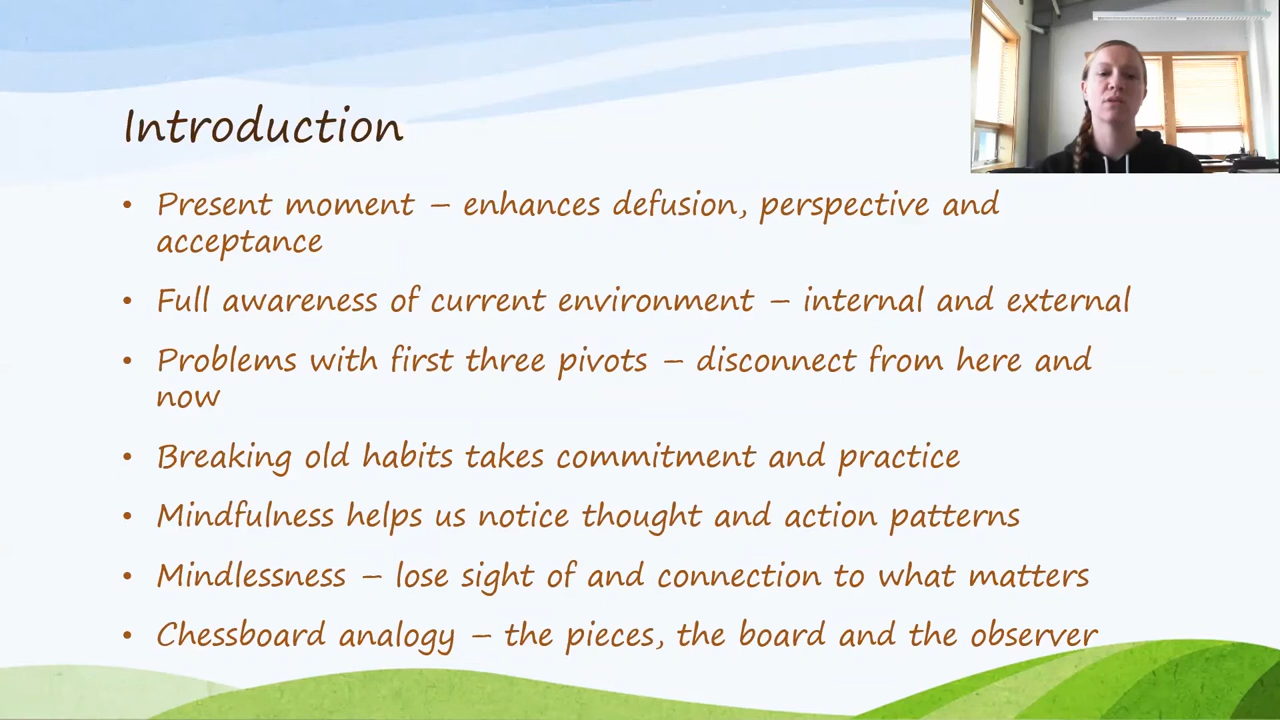 Introduction
• Present moment – enhances defusion, perspective and
acceptance
• Full awareness of current environment – internal and external
• Problems with first three pivots – disconnect from here and
now
• Breaking old habits takes commitment and practice
• Mindfulness helps us notice thought and action patterns
• Mindlessness – lose sight of and connection to what matters
• Chessboard analogy – the pieces, the board and the observer